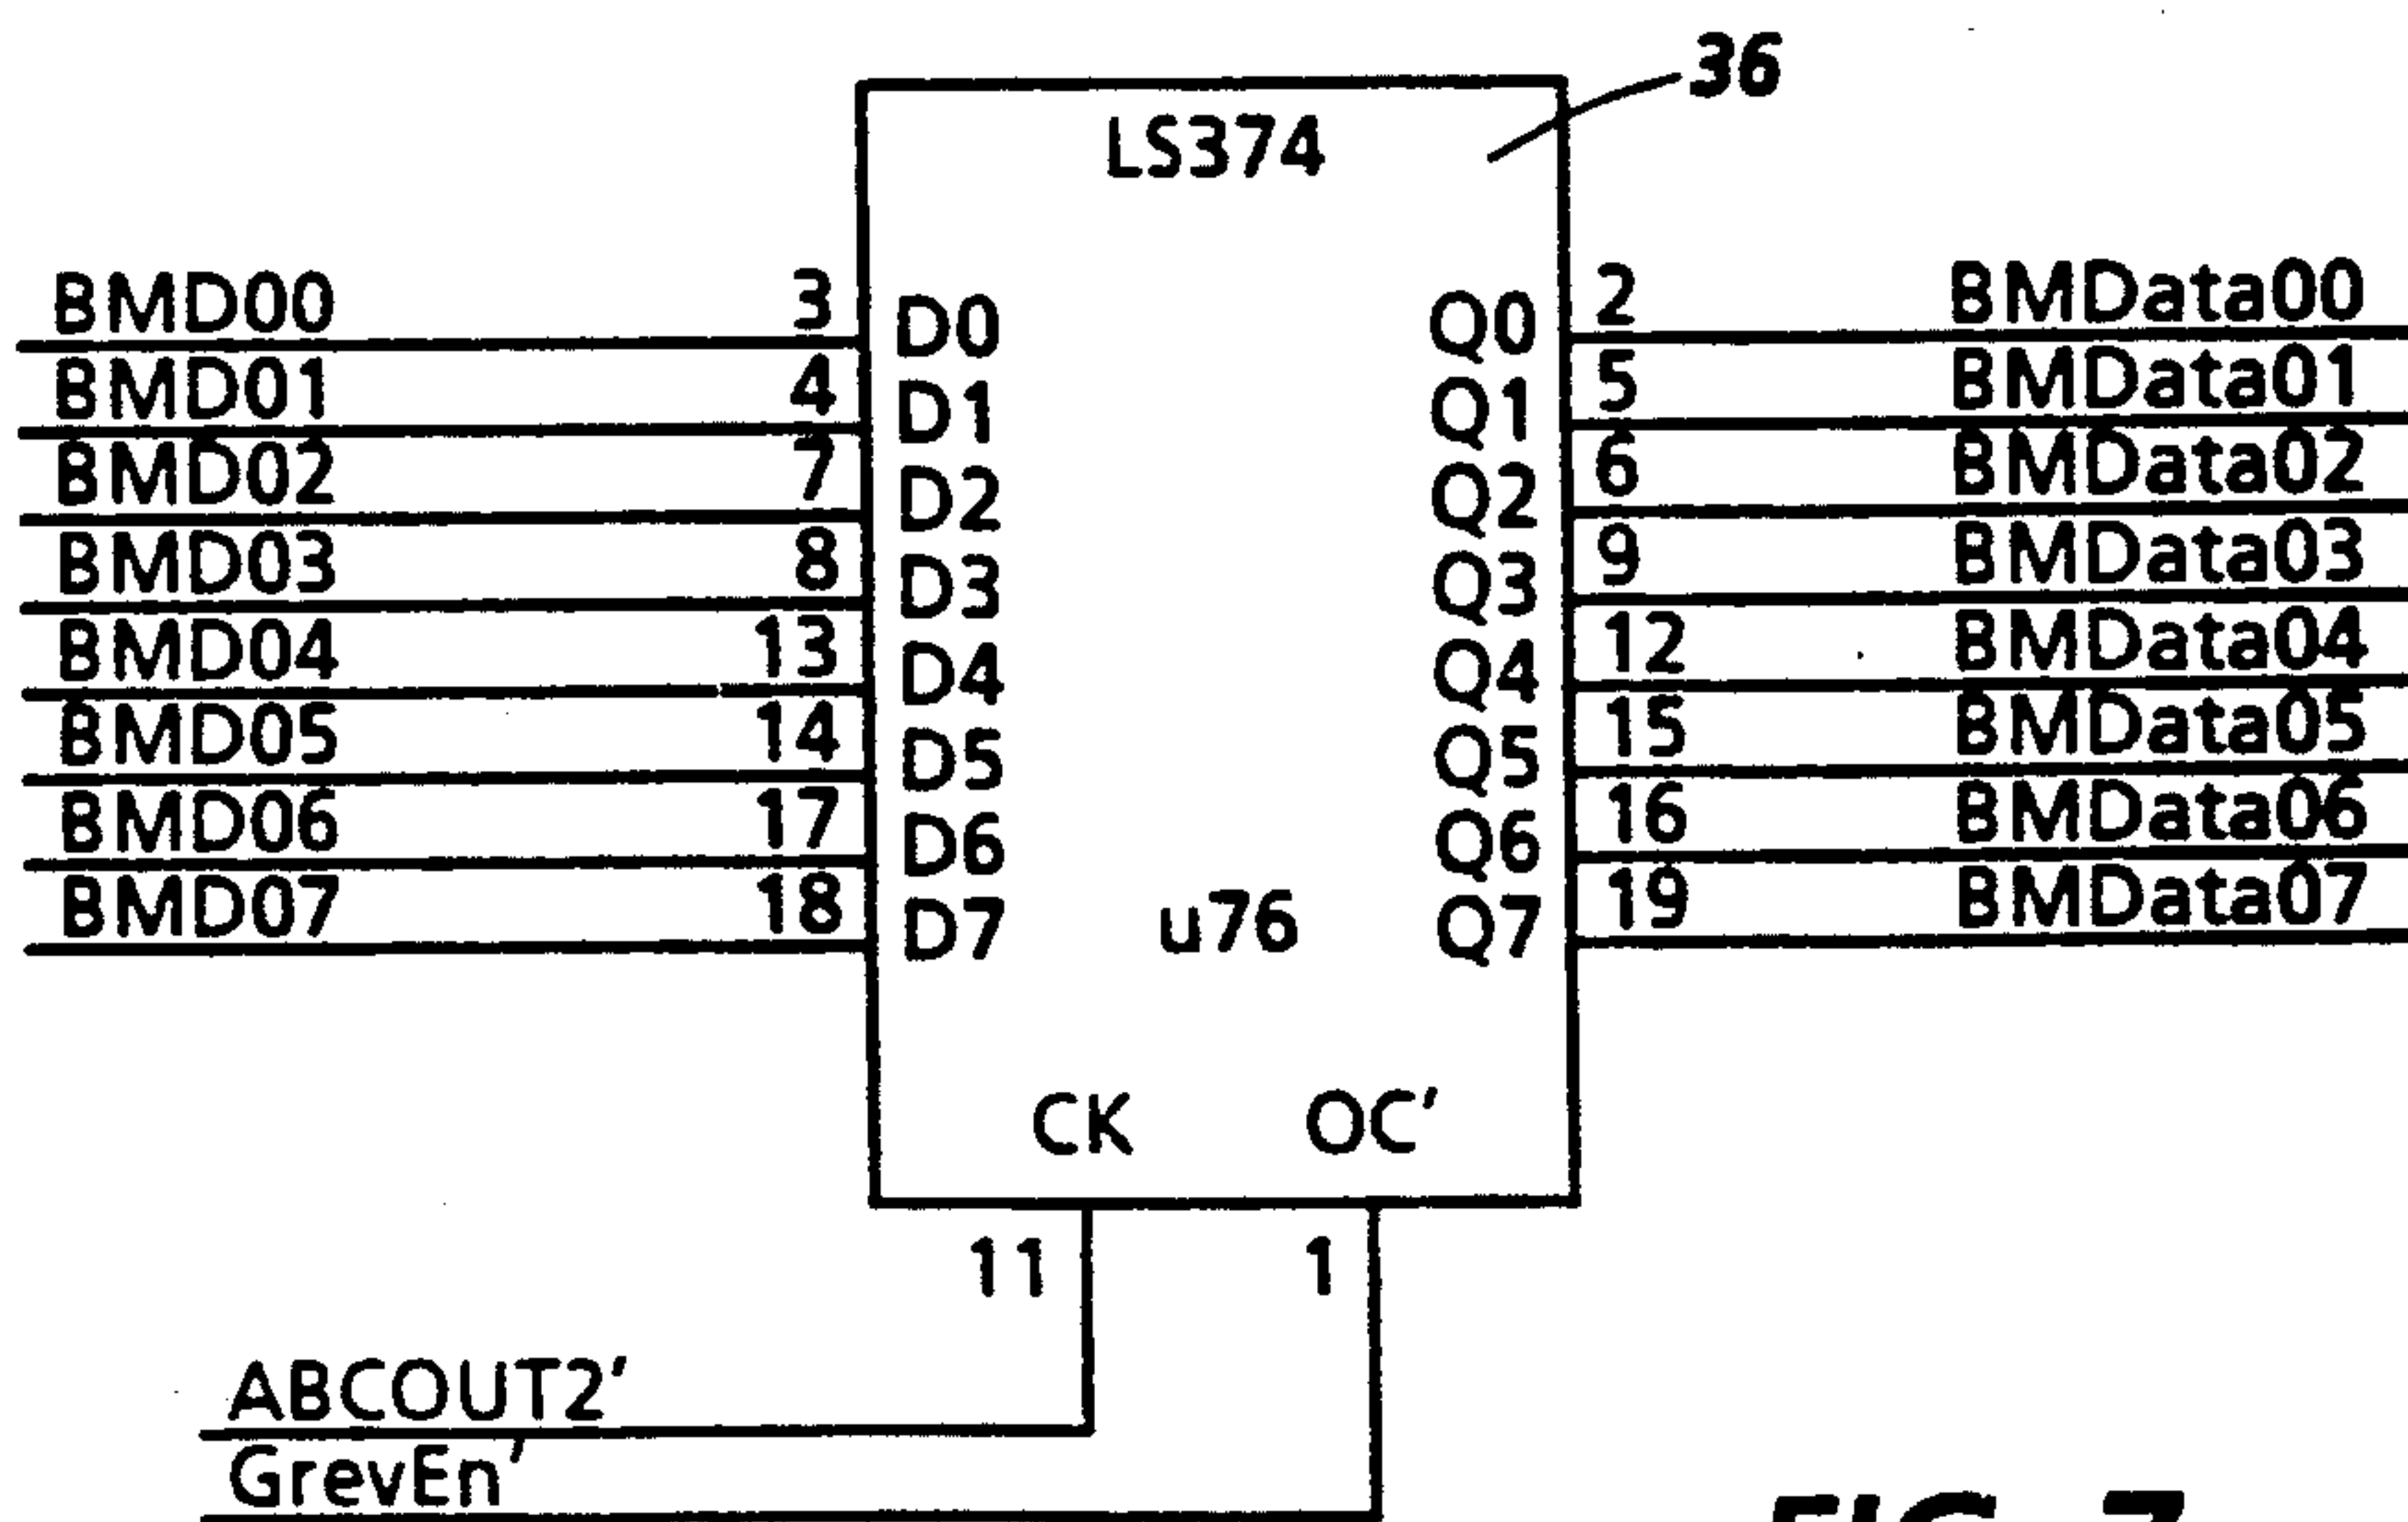 36
LS374
BMD00 3 D0 Q0 2 BMData00
BMD01 4 D1 Q1 5 BMData01
BMD02 7 D2 Q2 6 BMData02
BMD03 8 D3 Q3 9 BMData03
BMD04 13 D4 Q4 12 BMData04
BMD05 14 D5 Q5 15 BMData05
BMD06 17 D6 Q6 16 BMData06
BMD07 18 D7 u76 Q7 19 BMData07
CK OC'
11 1
ABCOUT2'
GrevEn'